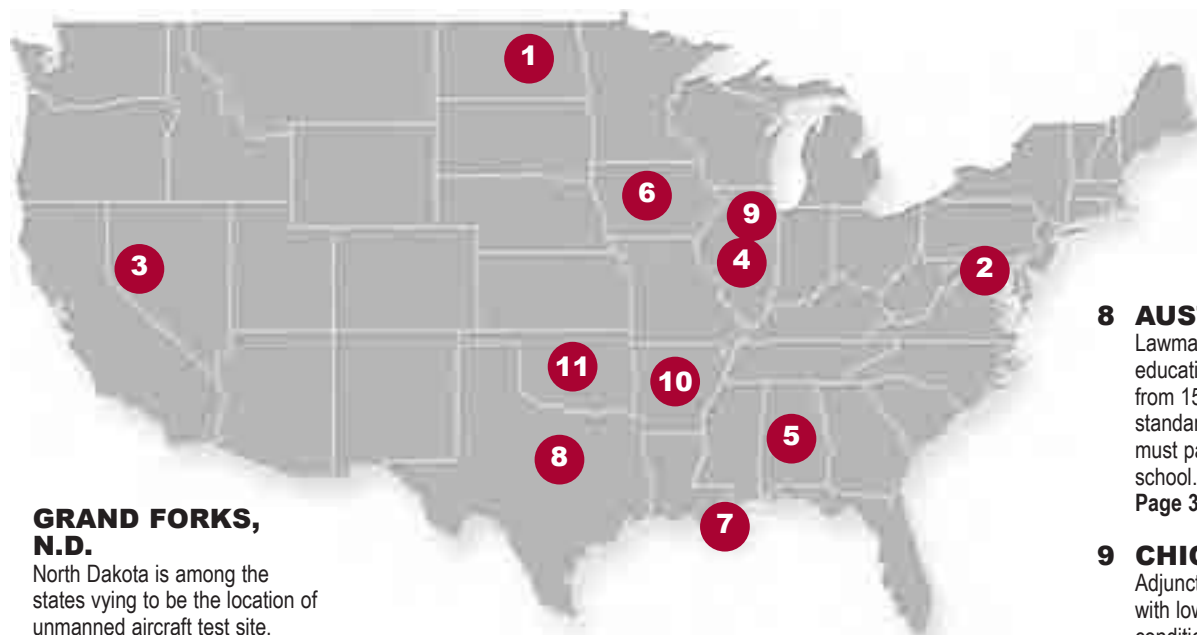 1
6
9
3
4
2
11
10
5
8
7
GRAND FORKS,
N.D.
North Dakota is among the
states vying to be the location of
unmanned aircraft test site.
8 AUS
Lawma
educati
from 15
standar
must pa
school.
Page 3
9 CHIC
Adjunct
with low
conditio